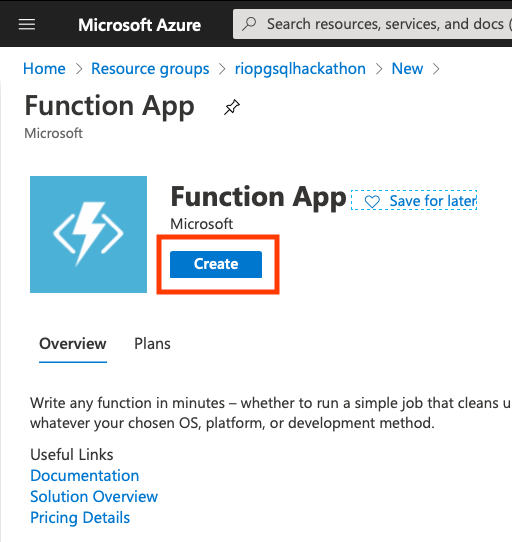 Microsoft Azure
Search resources, services, and docs (
Home > Resource groups > riopgsqlhackathon > New >
Function App
Microsoft
Function App
Save for later
Microsoft
Create
Overview Plans
Write any function in minutes – whether to run a simple job that cleans u
whatever your chosen OS, platform, or development method.
Useful Links
Documentation
Solution Overview
Pricing Details